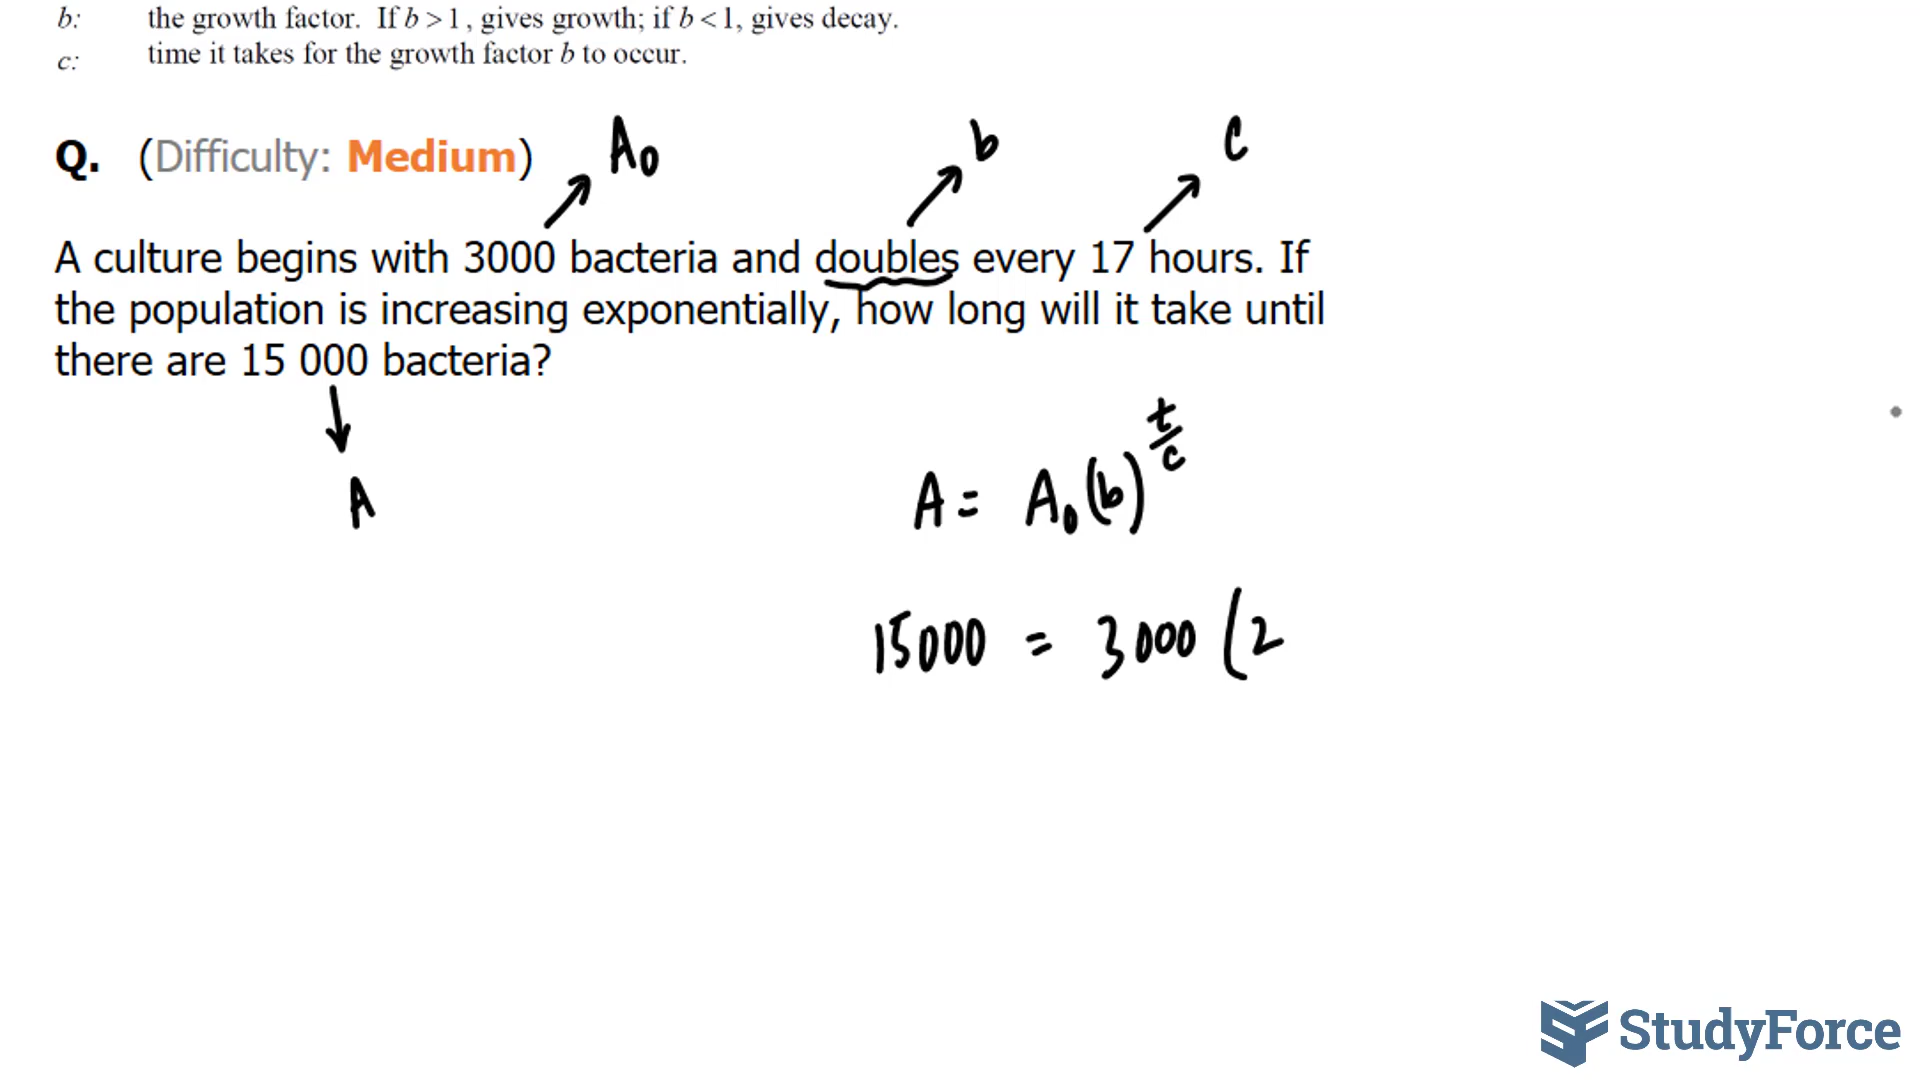 b: the growth factor. If b > 1, gives growth; if b < 1, gives decay.
c: time it takes for the growth factor b to occur.
Q. (Difficulty: Medium)
A₀
b
c
A culture begins with 3000 bacteria and doubles every 17 hours. If
the population is increasing exponentially, how long will it take until
there are 15 000 bacteria?
A
A = A₀(b)^(t/c)
15000 = 3000 (2
StudyForce